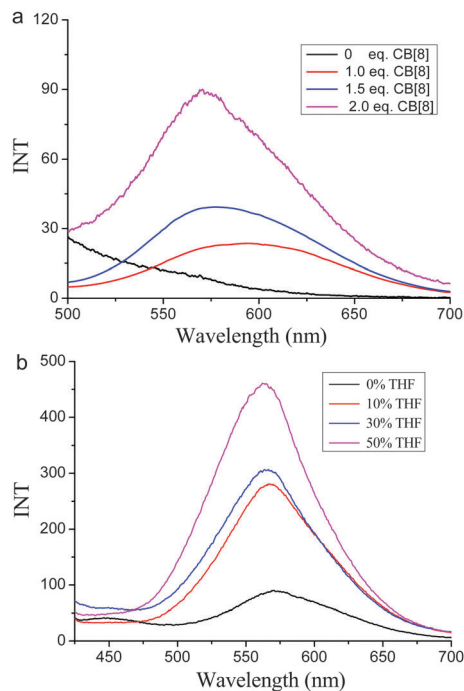 a
120
90
60
30
0
INT
0 eq. CB[8]
1.0 eq. CB[8]
1.5 eq. CB[8]
2.0 eq. CB[8]
500 550 600 650 700
Wavelength (nm)
b
500
400
300
200
100
0
INT
0% THF
10% THF
30% THF
50% THF
450 500 550 600 650 700
Wavelength (nm)